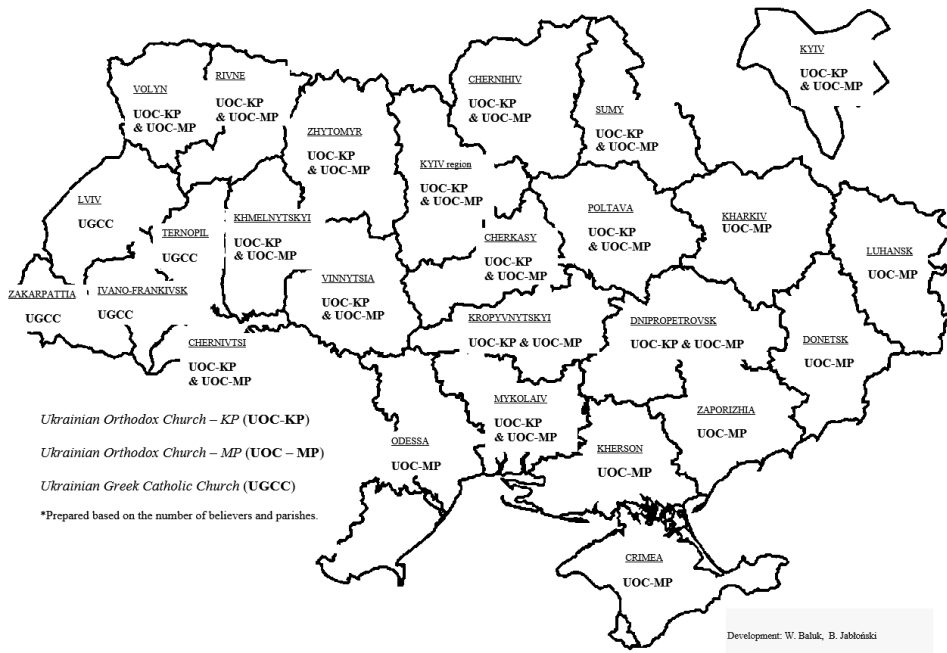 KYIV
UOC-KP
& UOC-MP
VOLYN
UOC-KP
& UOC-MP
RIVNE
UOC-KP
& UOC-MP
CHERNIHIV
UOC-KP
& UOC-MP
SUMY
UOC-KP
& UOC-MP
ZHYTOMYR
UOC-KP
& UOC-MP
KYIV region
UOC-KP
& UOC-MP
LVIV
UGCC
TERNOPIL
UGCC
KHMELNYTSKYI
UOC-KP
& UOC-MP
CHERKASY
UOC-KP
& UOC-MP
POLTAVA
UOC-KP
& UOC-MP
KHARKIV
UOC-MP
LUHANSK
UOC-MP
ZAKARPATTIA
UGCC
IVANO-FRANKIVSK
UGCC
VINNYTSIA
UOC-KP
& UOC-MP
CHERNIVTSI
UOC-KP
& UOC-MP
KROPYVNYTSKYI
UOC-KP & UOC-MP
DNIPROPETROVSK
UOC-KP & UOC-MP
DONETSK
UOC-MP
ODESSA
UOC-MP
MYKOLAIV
UOC-KP
& UOC-MP
KHERSON
UOC-MP
ZAPORIZHIA
UOC-MP
CRIMEA
UOC-MP
Ukrainian Orthodox Church – KP (UOC-KP)
Ukrainian Orthodox Church – MP (UOC – MP)
Ukrainian Greek Catholic Church (UGCC)
*Prepared based on the number of believers and parishes.
Development: W. Baluk, B. Jabłoński